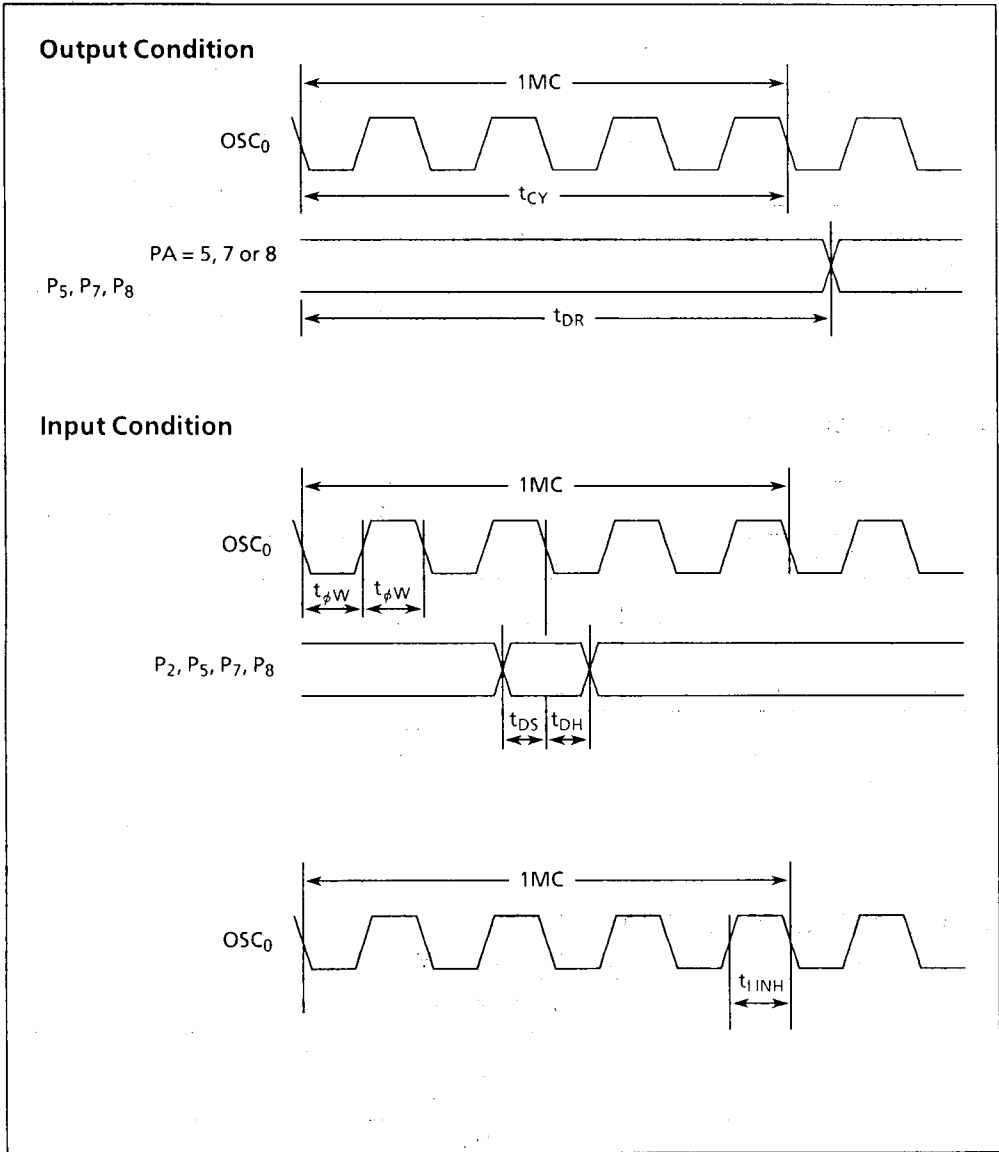 Output Condition
1MC
OSC0
tCY
PA = 5, 7 or 8
P5, P7, P8
tDR
Input Condition
1MC
OSC0
tφW tφW
P2, P5, P7, P8
tDS tDH
1MC
OSC0
tI INH